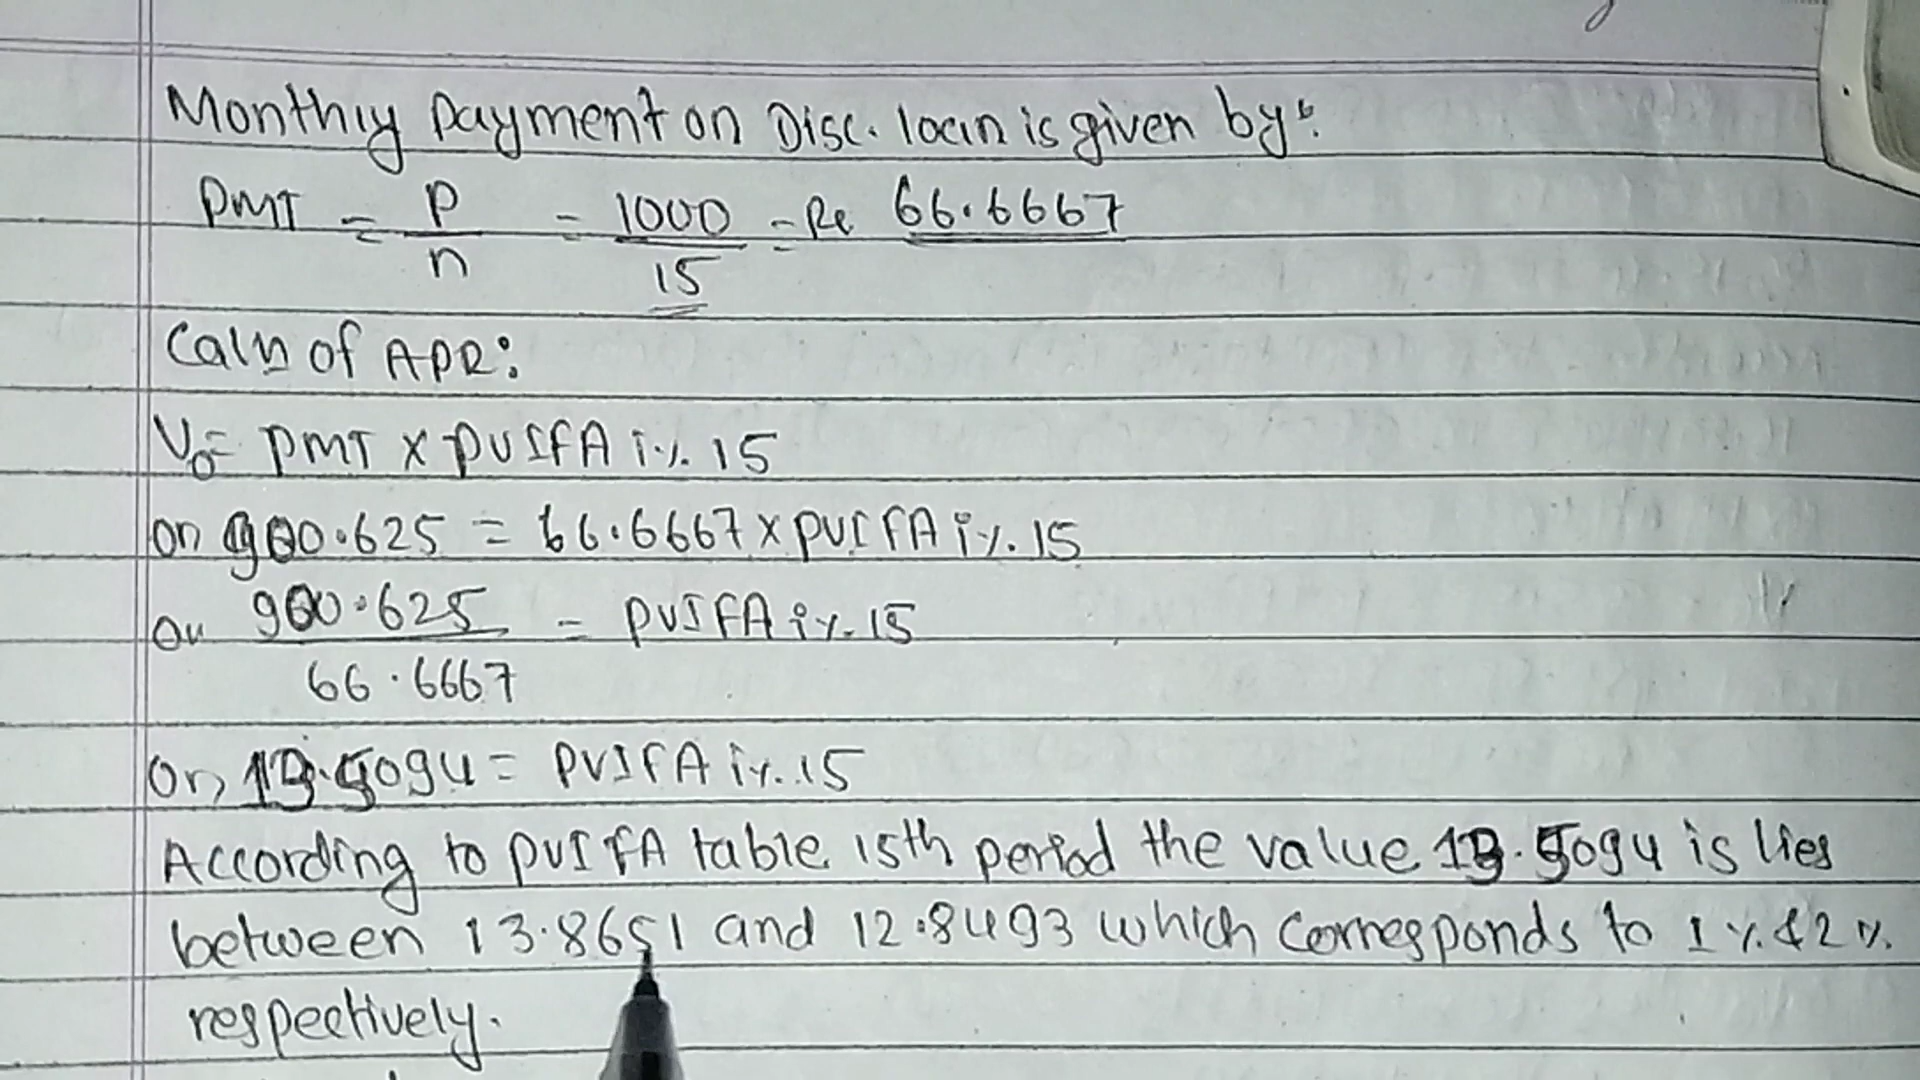 Monthly payment on Disc. loan is given by:
PMT = P/n = 1000/15 = Re 66.6667
Caln of APR:
V0= PMT x PVIFA i%. 15
or 900.625 = 66.6667 x PVIFA i%. 15
or 900.625/66.6667 = PVIFA i%. 15
or, 13.5094 = PVIFA i%. 15
According to PVIFA table 15th period the value 13.5094 is lies
between 13.8651 and 12.8493 which corresponds to 1% & 2%.
respectively.